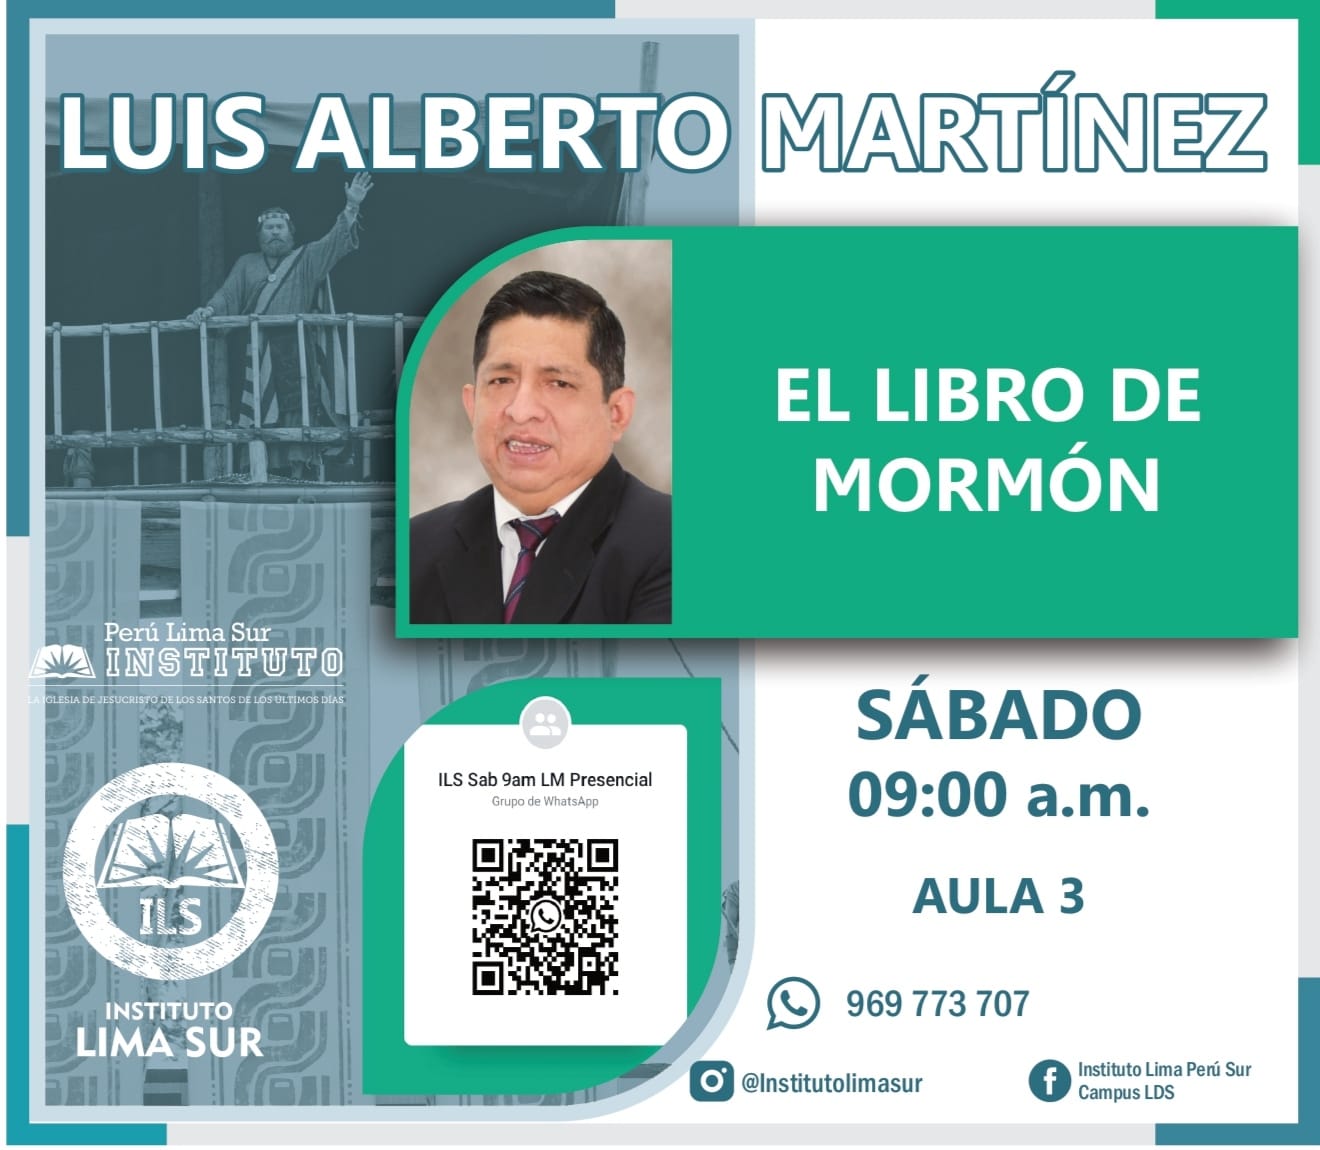 LUIS ALBERTO MARTÍNEZ
EL LIBRO DE
MORMÓN
Perú Lima Sur
INSTITUTO
LA IGLESIA DE JESUCRISTO DE LOS SANTOS DE LOS ÚLTIMOS DÍAS
ILS
INSTITUTO
LIMA SUR
ILS Sab 9am LM Presencial
Grupo de WhatsApp
SÁBADO
09:00 a.m.
AULA 3
969 773 707
@Institutolimasur
Instituto Lima Perú Sur
Campus LDS